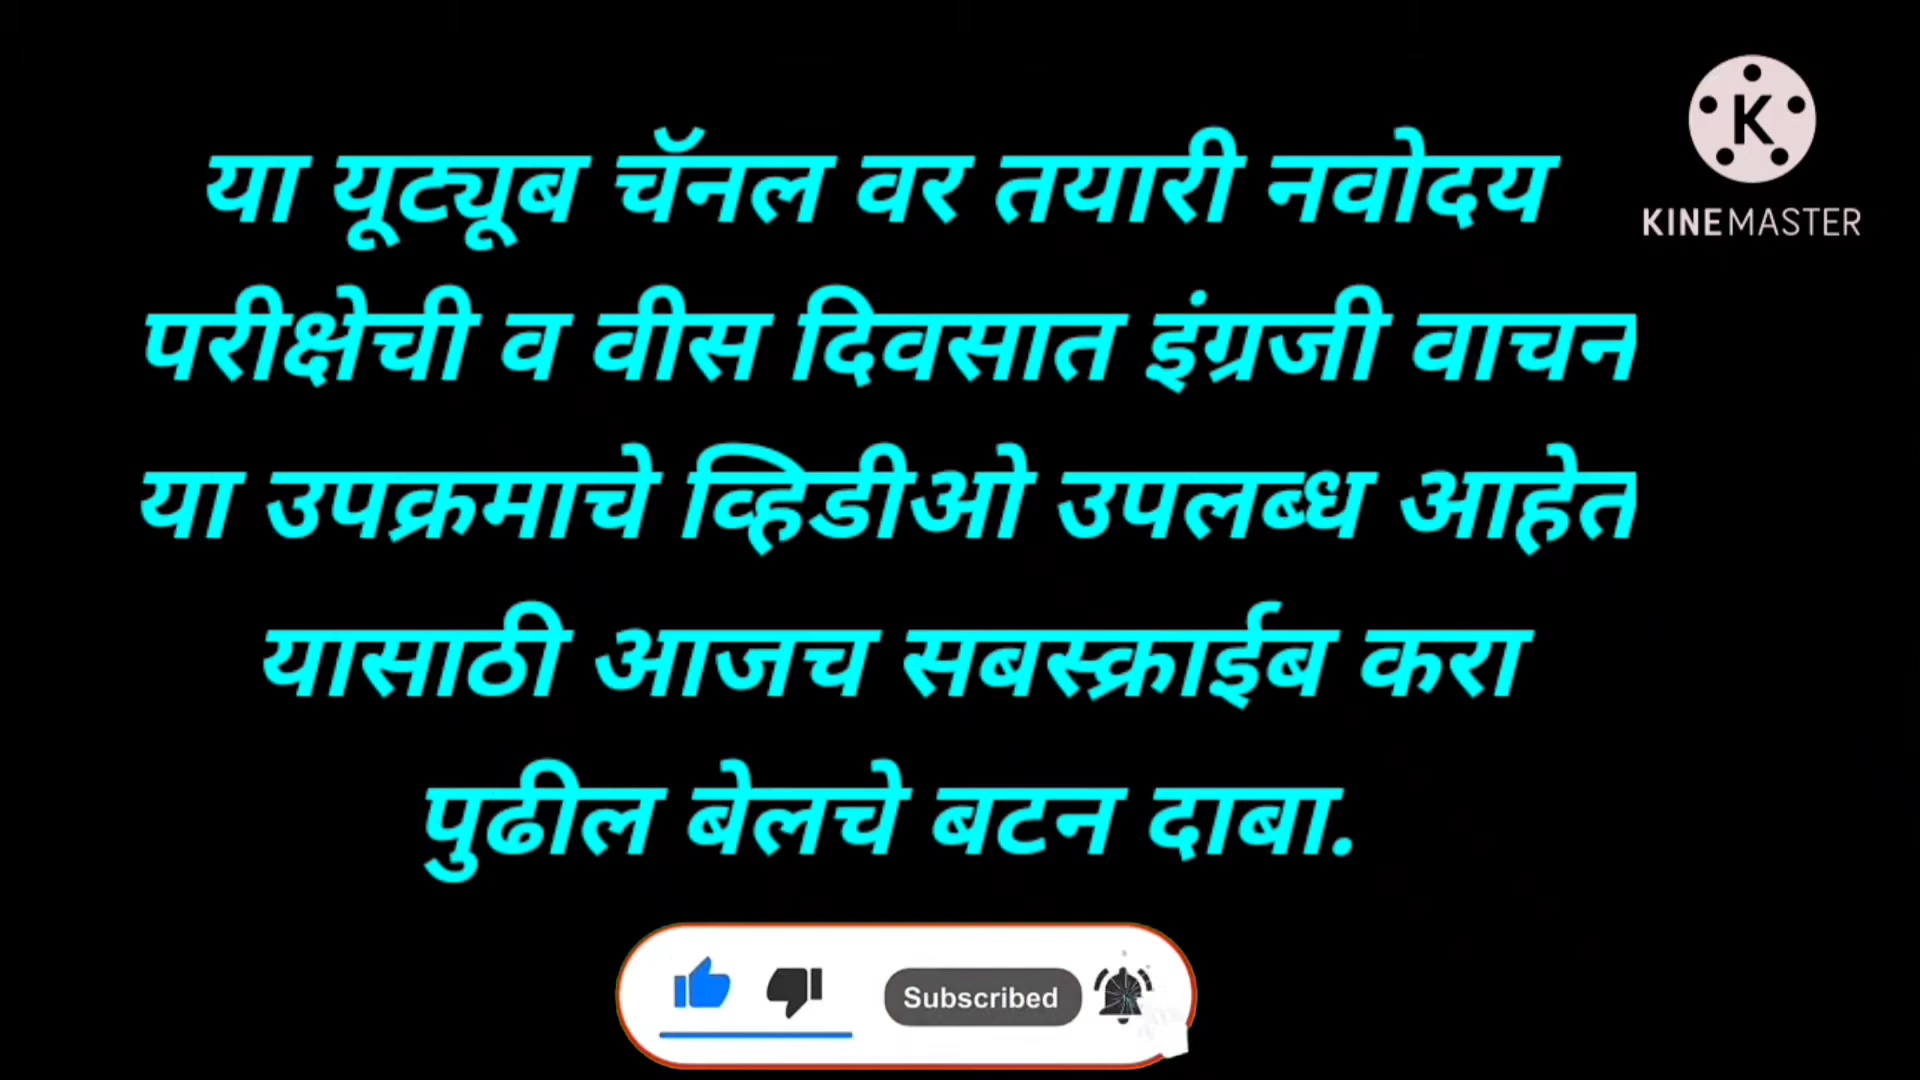 या यूट्यूब चॅनल वर तयारी नवोदय
परीक्षेची व वीस दिवसात इंग्रजी वाचन
या उपक्रमाचे व्हिडीओ उपलब्ध आहेत
यासाठी आजच सबस्क्राईब करा
पुढील बेलचे बटन दाबा.
K
KINEMASTER
Subscribed